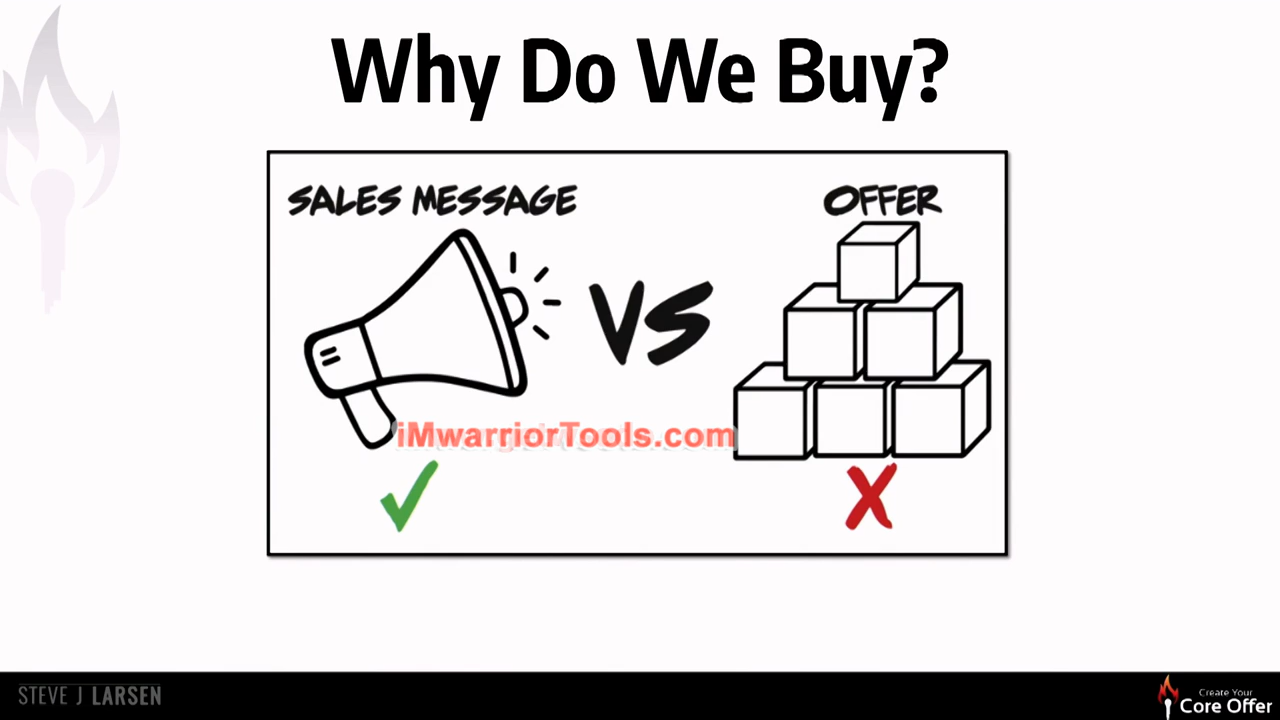 Why Do We Buy?
SALES MESSAGE
OFFER
VS
iMwarriorTools.com
STEVE J LARSEN
Create Your
Core Offer